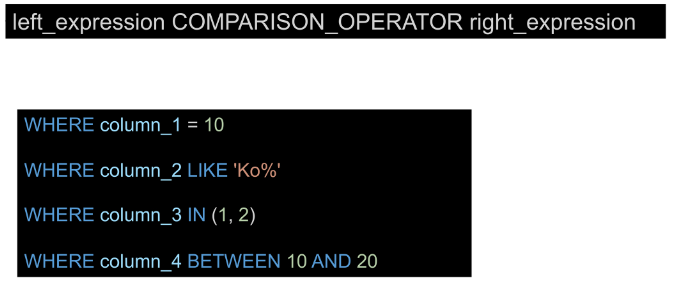 left_expression COMPARISON_OPERATOR right_expression
WHERE column_1 = 10
WHERE column_2 LIKE 'Ko%'
WHERE column_3 IN (1, 2)
WHERE column_4 BETWEEN 10 AND 20